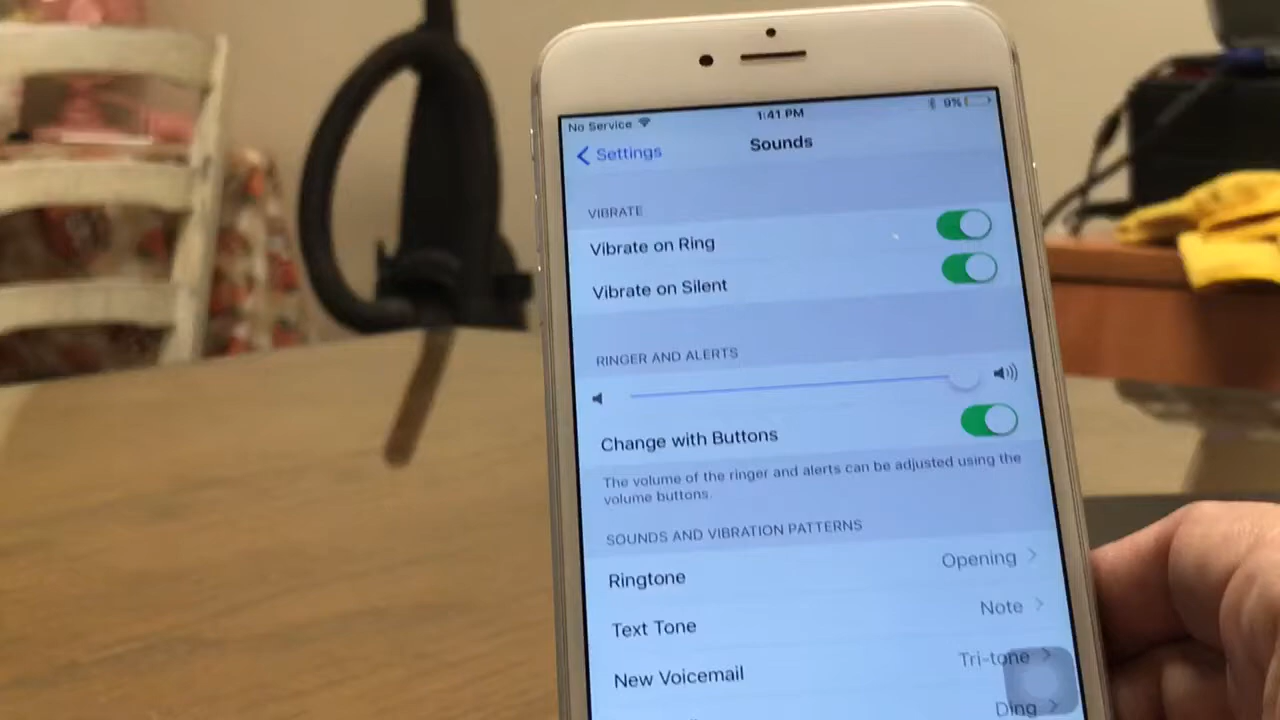 No Service 1:41 PM 9%
Settings Sounds
VIBRATE
Vibrate on Ring
Vibrate on Silent
RINGER AND ALERTS
Change with Buttons
The volume of the ringer and alerts can be adjusted using the
volume buttons.
SOUNDS AND VIBRATION PATTERNS
Ringtone Opening
Text Tone Note
New Voicemail Tri-tone
Ding